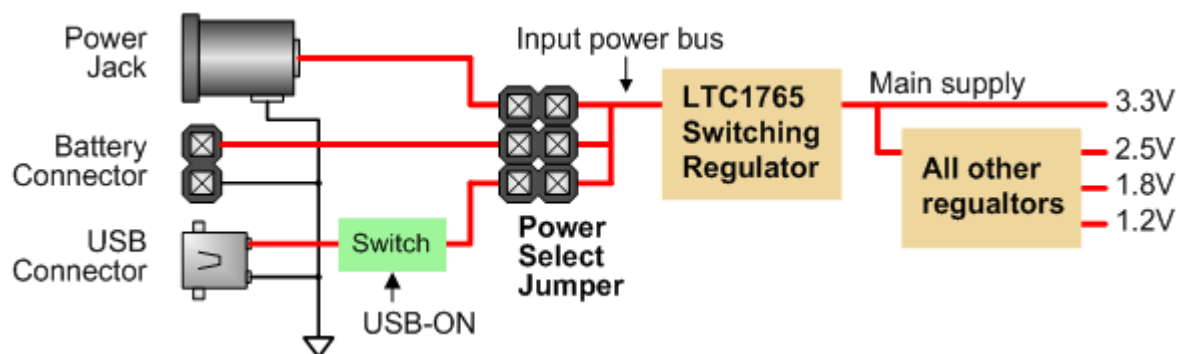 Power
Jack
Battery
Connector
USB
Connector
Switch
USB-ON
Power
Select
Jumper
Input power bus
LTC1765
Switching
Regulator
Main supply
All other
regualtors
3.3V
2.5V
1.8V
1.2V